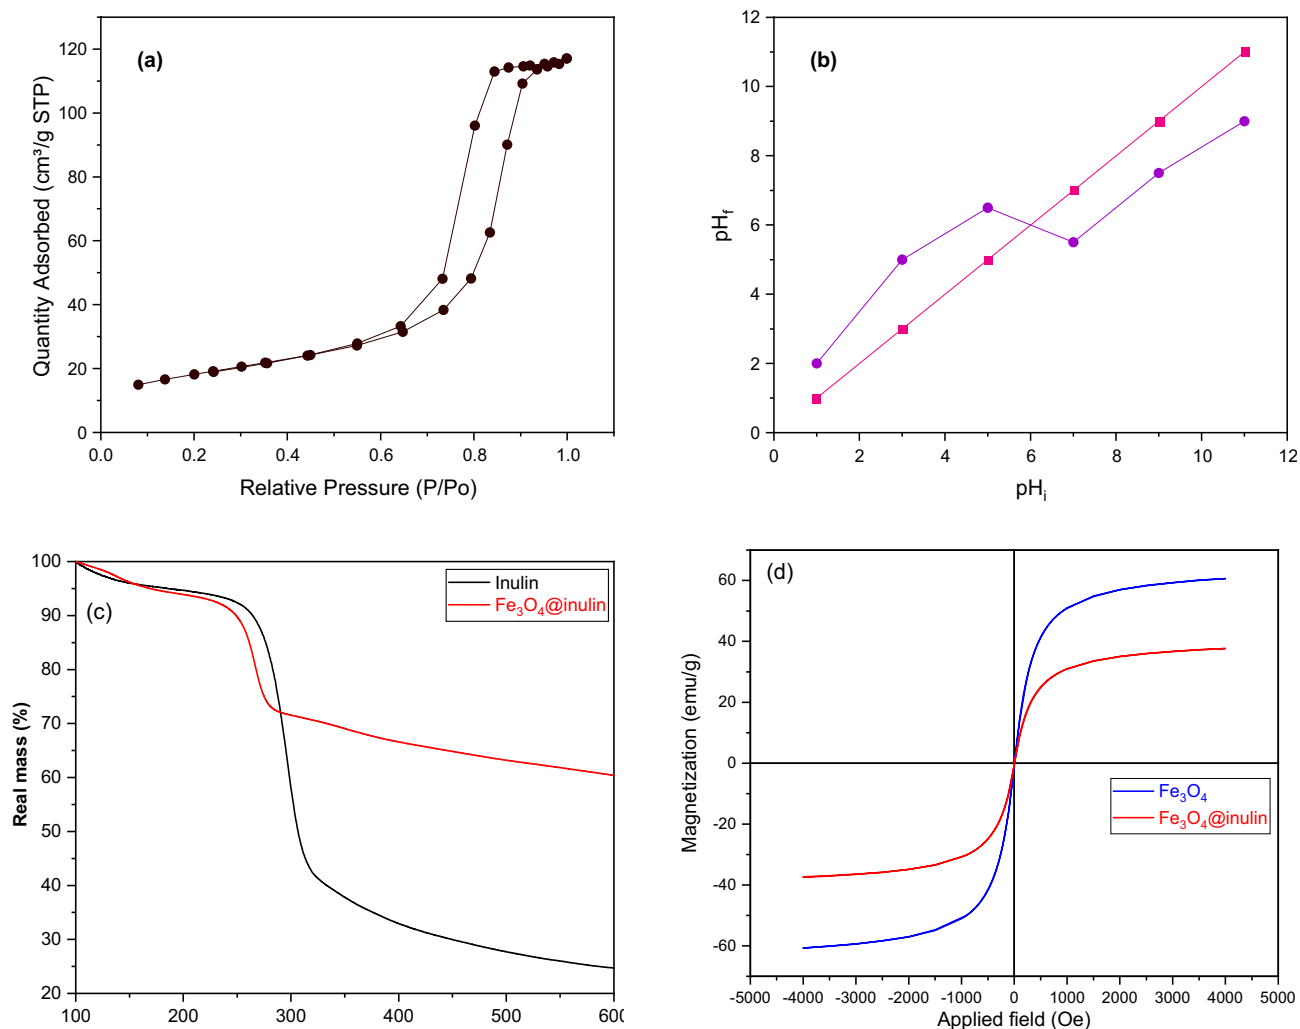 (a)
120
100
80
60
40
20
0
0.0 0.2 0.4 0.6 0.8 1.0
Quantity Adsorbed (cm³/g STP)
Relative Pressure (P/Po)
(b)
10
8
6
4
2
0
0 2 4 6 8 10 12
pHf
pHi
(c)
100
90
80
70
60
50
40
30
20
100 200 300 400 500 600
Real mass (%)
Inulin
Fe₃O₄@inulin
(d)
60
40
20
0
-20
-40
-60
-5000 -4000 -3000 -2000 -1000 0 1000 2000 3000 4000 5000
Magnetization (emu/g)
Applied field (Oe)
Fe₃O₄
Fe₃O₄@inulin